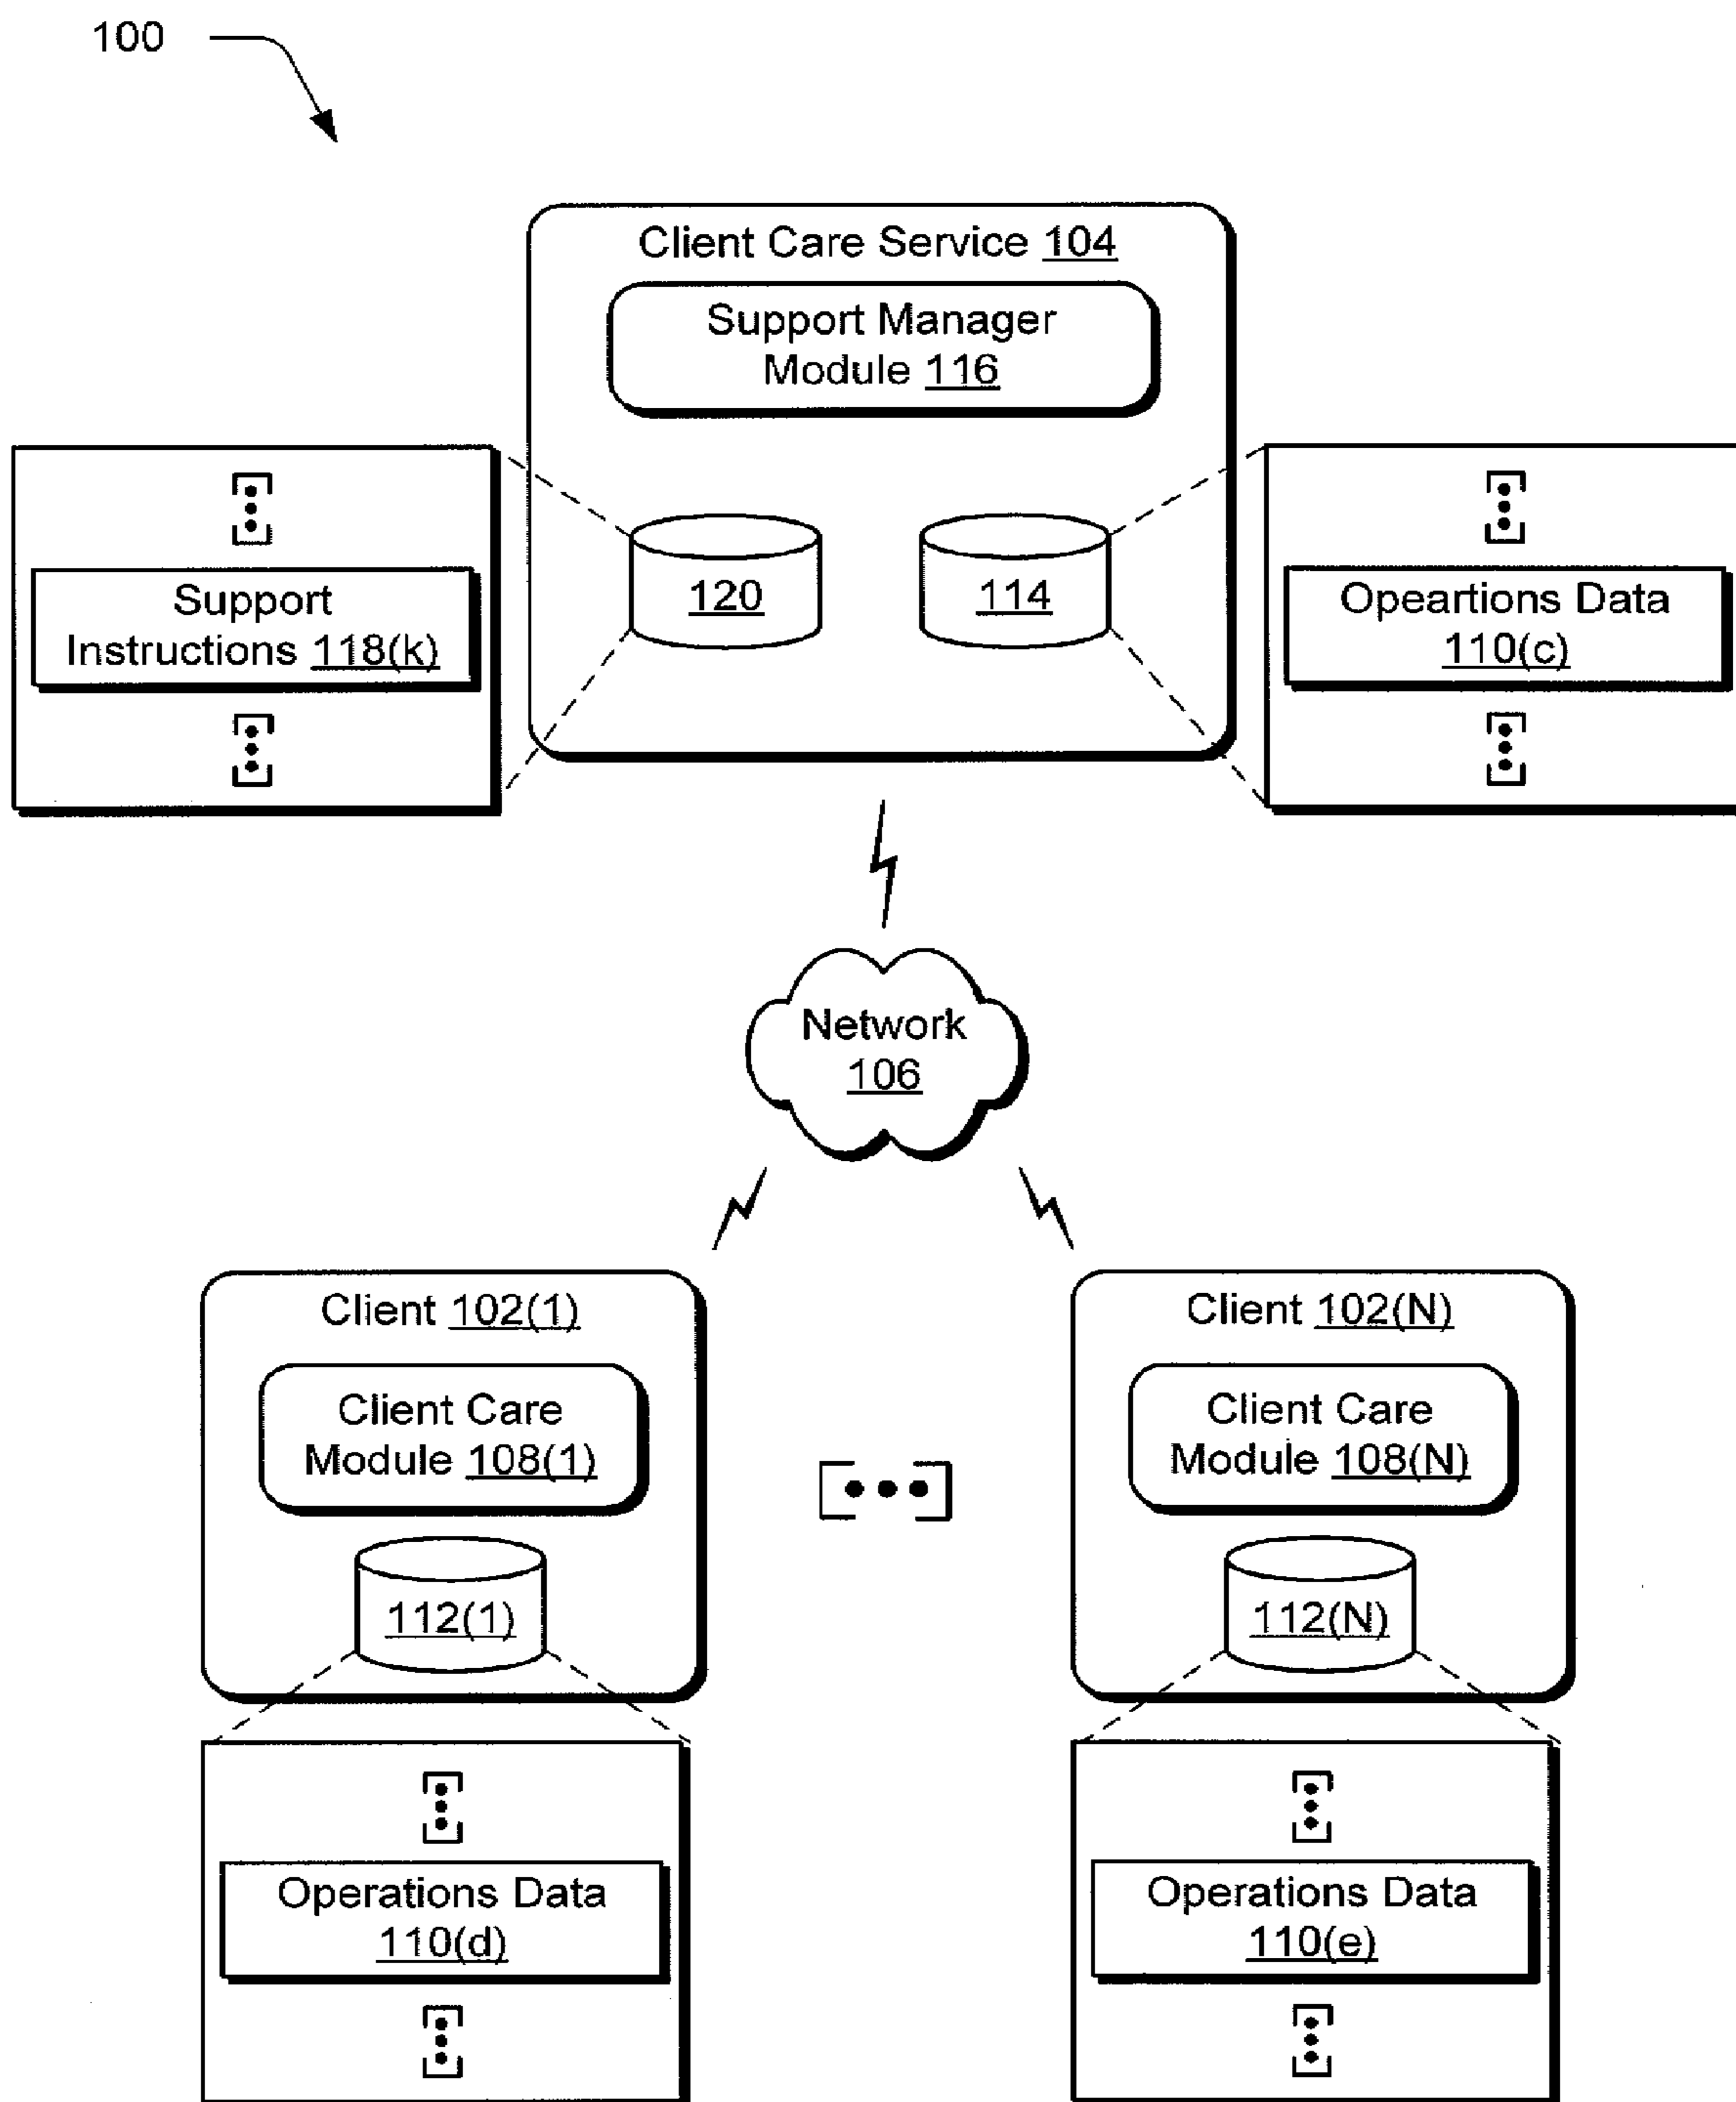 100
Client Care Service 104
Support Manager
Module 116
Support
Instructions 118(k)
120
114
Opeartions Data
110(c)
Network
106
Client 102(1)
Client Care
Module 108(1)
112(1)
Operations Data
110(d)
Client 102(N)
Client Care
Module 108(N)
112(N)
Operations Data
110(e)